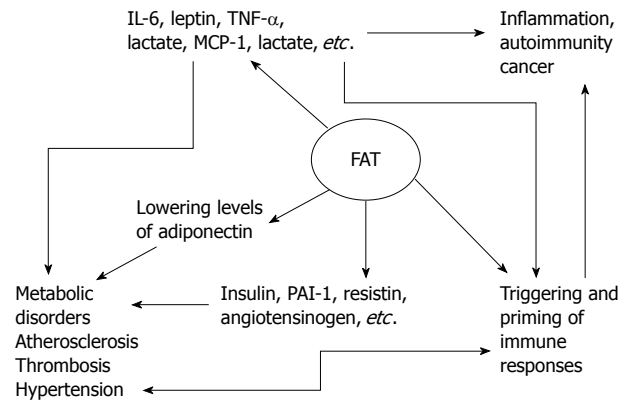 IL-6, leptin, TNF-α,
lactate, MCP-1, lactate, etc.
Inflammation,
autoimmunity
cancer
FAT
Lowering levels
of adiponectin
Metabolic
disorders
Atherosclerosis
Thrombosis
Hypertension
Insulin, PAI-1, resistin,
angiotensinogen, etc.
Triggering and
priming of
immune
responses